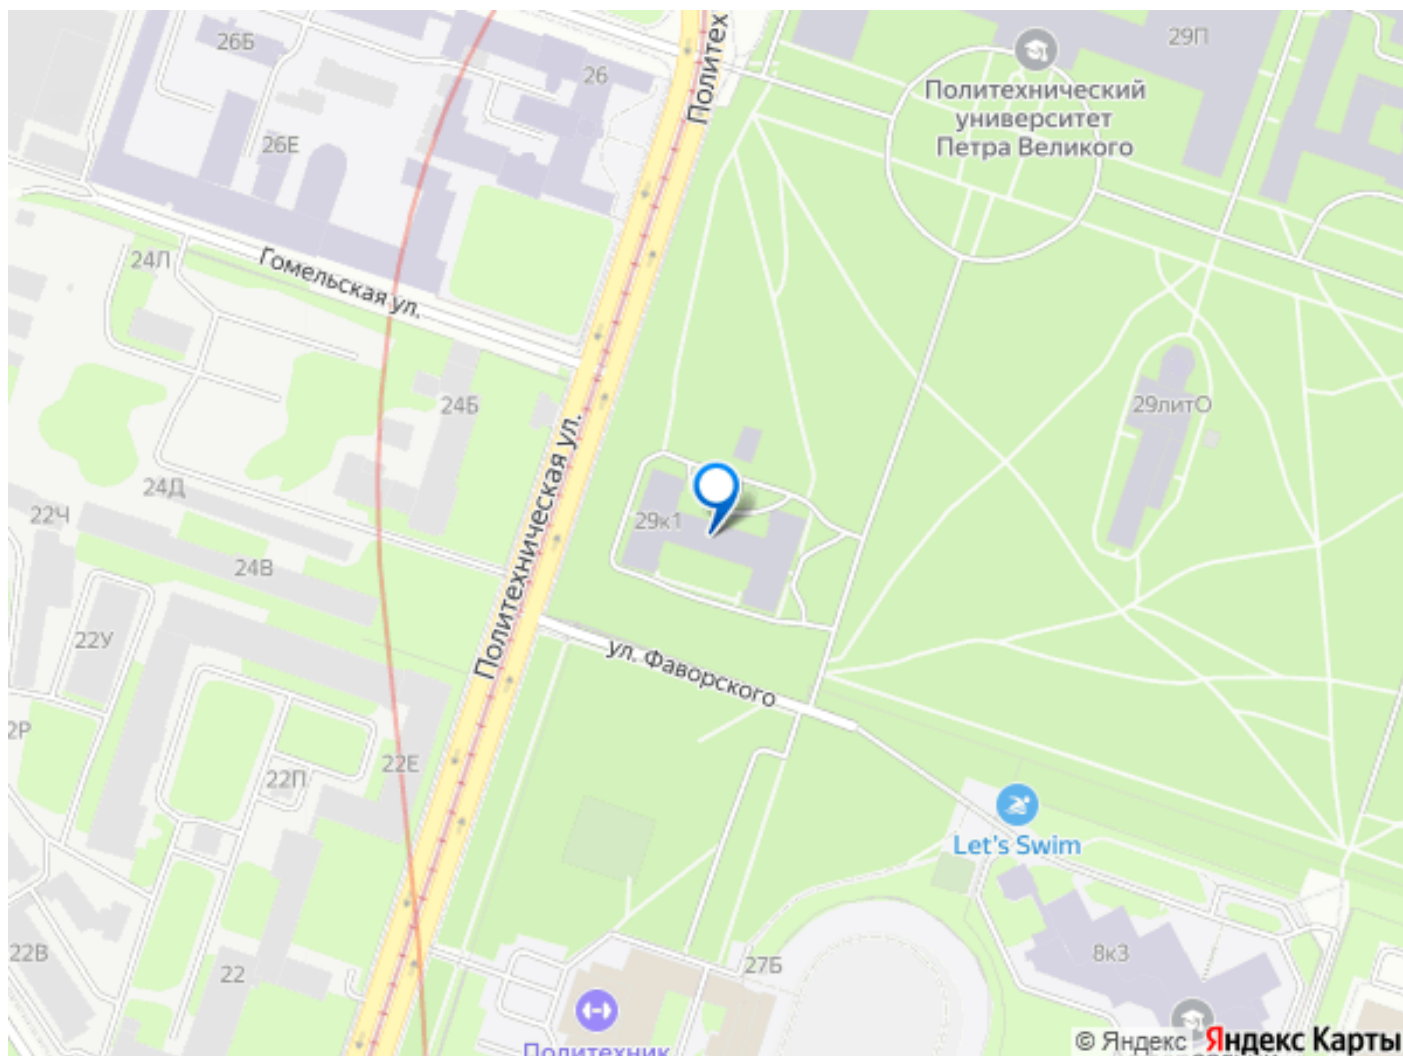 26Б
26
Политех
29П
Политехнический
университет
Петра Великого
26Е
Гомельская ул.
24Л
24Б
29литО
Политехническая ул.
29к1
24Д
22Ч
24В
22У
ул. Фаворского
2Р
22Е
22П
Let's Swim
22В
22
27Б
8к3
Политехник
© Яндекс Яндекс Карты